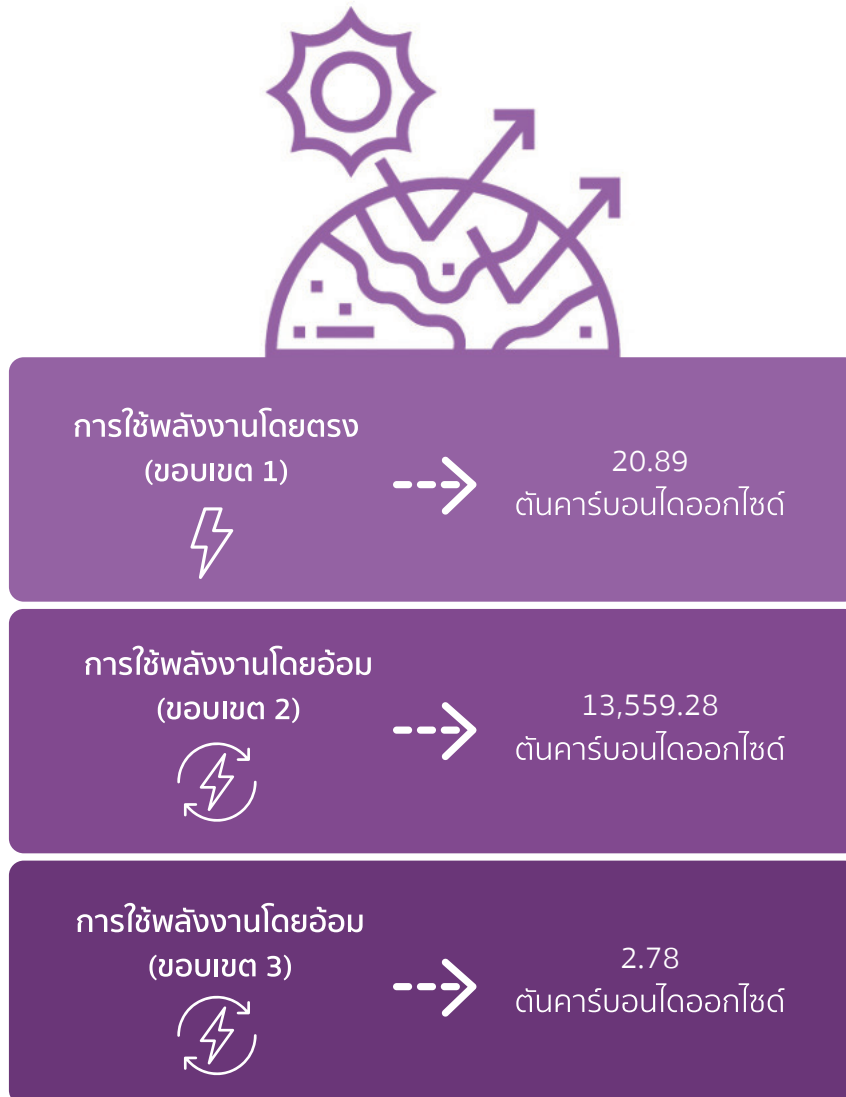 การใช้พลังงานโดยตรง
(ขอบเขต 1)
20.89
ตันคาร์บอนไดออกไซด์
การใช้พลังงานโดยอ้อม
(ขอบเขต 2)
13,559.28
ตันคาร์บอนไดออกไซด์
การใช้พลังงานโดยอ้อม
(ขอบเขต 3)
2.78
ตันคาร์บอนไดออกไซด์